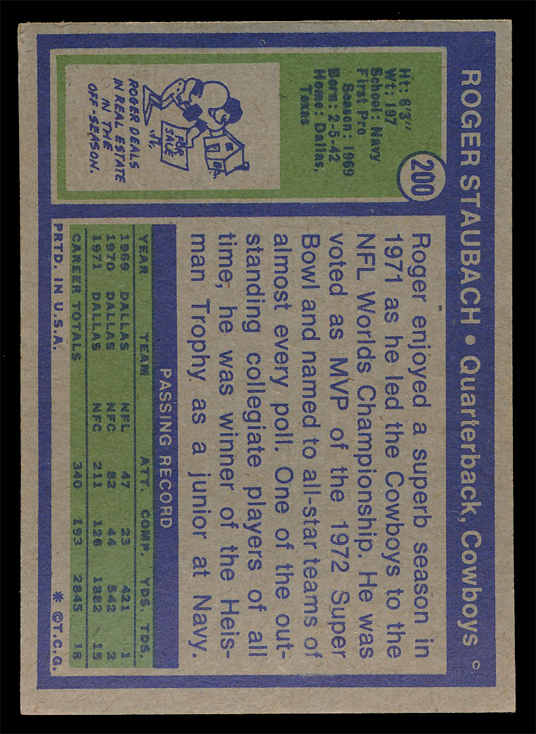 ROGER STAUBACH • Quarterback, Cowboys
200
Ht: 6'3"
Wt: 197
School: Navy
First Pro
Season: 1969
Born: 2-5-42
Home: Dallas,
Texas
FOR
SALE
ROGER DEALS
IN REAL ESTATE
IN THE
OFF-SEASON.
Roger enjoyed a superb season in
1971 as he led the Cowboys to the
NFL Worlds Championship. He was
voted as MVP of the 1972 Super
Bowl and named to all-star teams of
almost every poll. One of the out-
standing collegiate players of all
time, he was winner of the Heis-
man Trophy as a junior at Navy.
PASSING RECORD
YEAR TEAM ATT. COMP. YDS. TDS.
1969 DALLAS NFL 47 23 421 1
1970 DALLAS NFC 82 44 542 2
1971 DALLAS NFC 211 126 1882 15
CAREER TOTALS 340 193 2845 18
PRTD. IN U.S.A. * ©T.C.G.